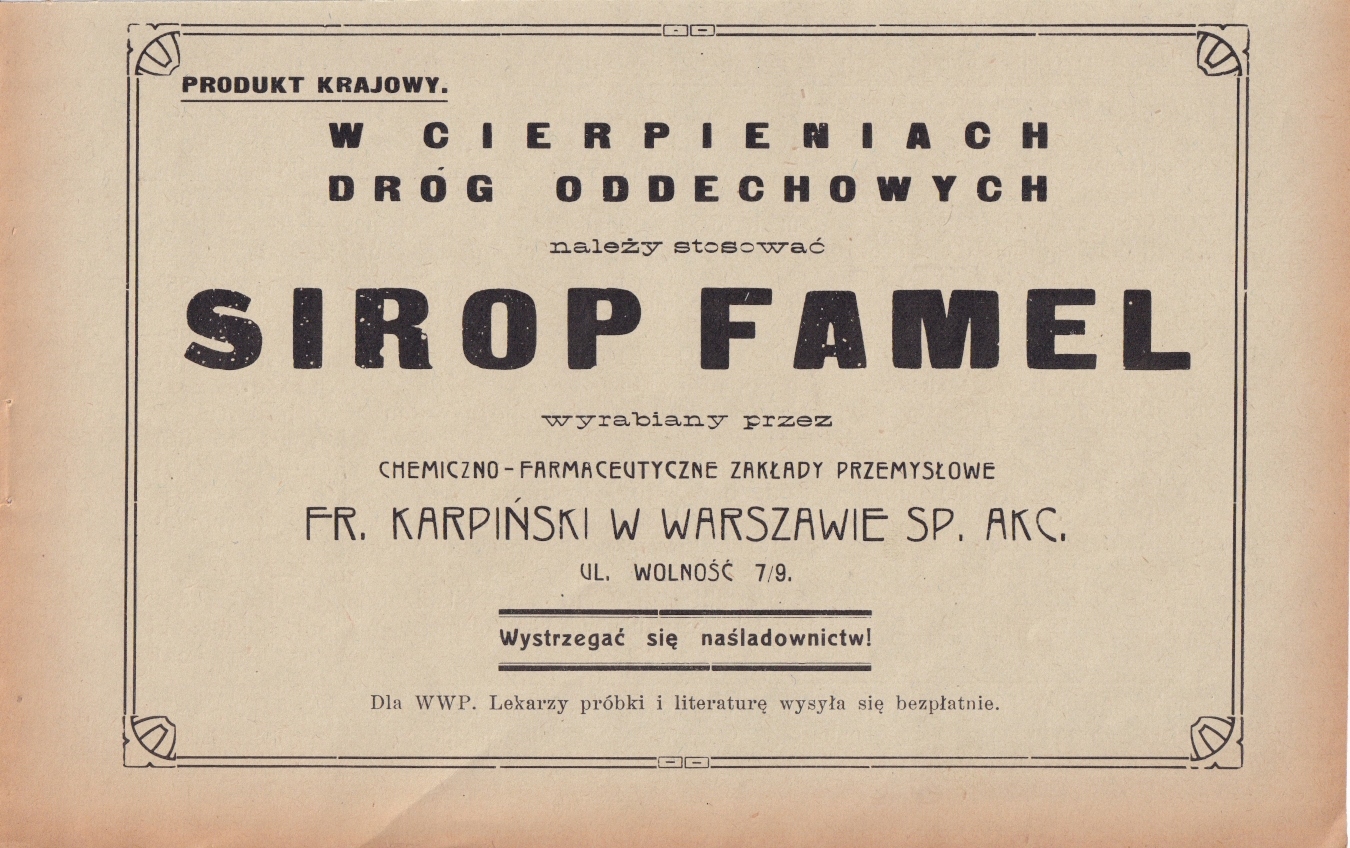 PRODUKT KRAJOWY.
W CIERPIENIACH
DRÓG ODDECHOWYCH
należy stosować
SIROP FAMEL
wyrabiany przez
CHEMICZNO-FARMACEUTYCZNE ZAKŁADY PRZEMYSŁOWE
FR. KARPIŃSKI W WARSZAWIE SP. AKC.
UL. WOLNOŚĆ 7/9.
Wystrzegać się naśladownictw!
Dla WWP. Lekarzy próbki i literaturę wysyła się bezpłatnie.